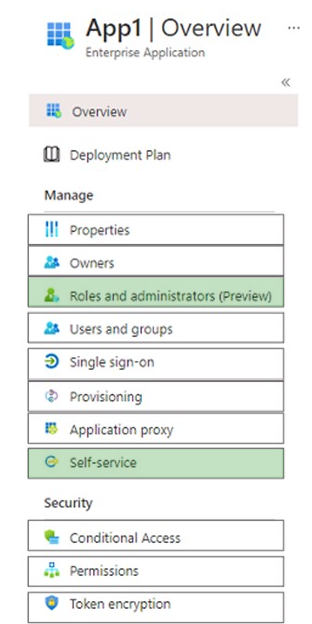 App1 | Overview ...
Enterprise Application
«
Overview
Deployment Plan
Manage
Properties
Owners
Roles and administrators (Preview)
Users and groups
Single sign-on
Provisioning
Application proxy
Self-service
Security
Conditional Access
Permissions
Token encryption